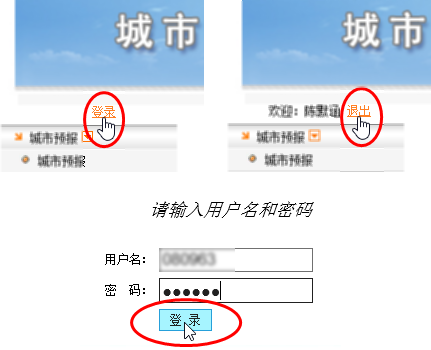 城市
登录
城市预报
城市预报
城市
欢迎：陈默涵 退出
城市预报
城市预报
请输入用户名和密码
用户名： 080963
密 码： ●●●●●●
登 录